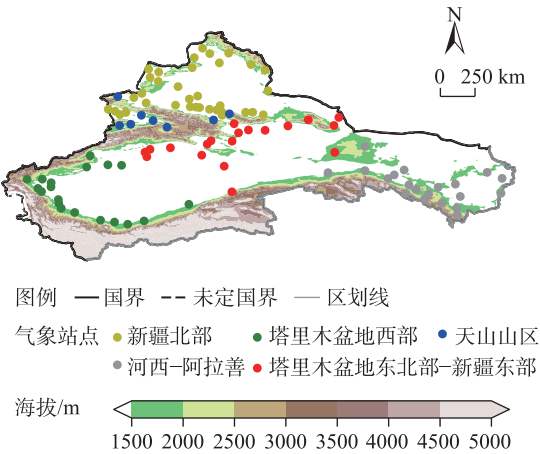 N
0 250 km
图例 国界 未定国界 区划线
气象站点 新疆北部 塔里木盆地西部 天山山区
河西–阿拉善 塔里木盆地东北部–新疆东部
海拔/m
1500 2000 2500 3000 3500 4000 4500 5000